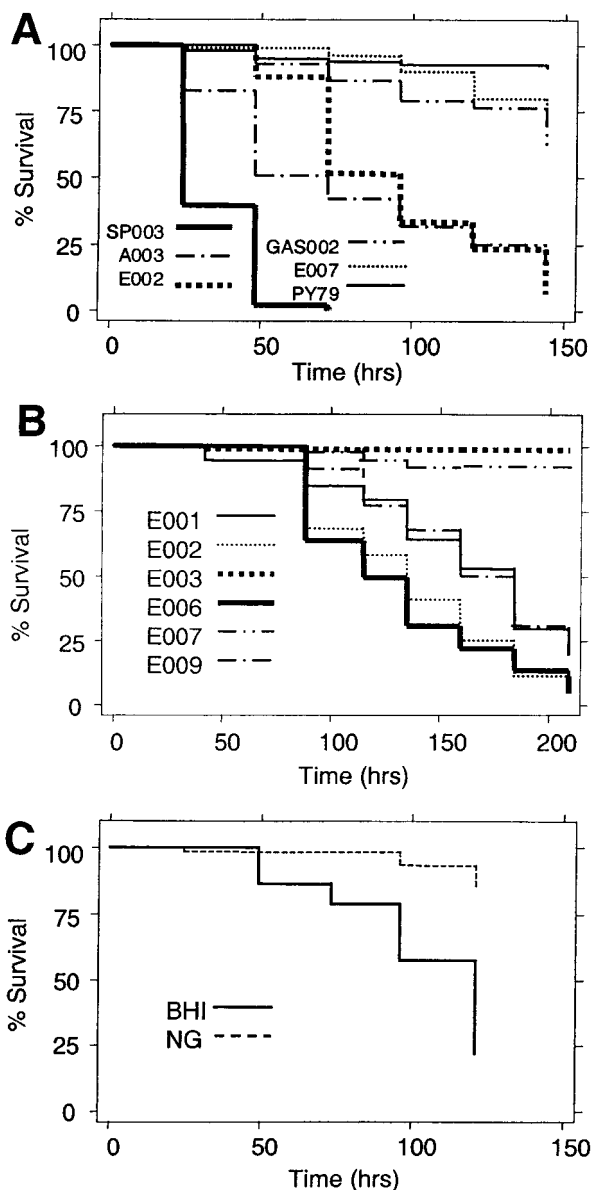 A
% Survival
100
75
50
25
0
SP003
A003
E002
GAS002
E007
PY79
0
50
100
150
Time (hrs)
B
% Survival
100
75
50
25
0
E001
E002
E003
E006
E007
E009
0
50
100
150
200
Time (hrs)
C
% Survival
100
75
50
25
0
BHI
NG
0
50
100
150
Time (hrs)